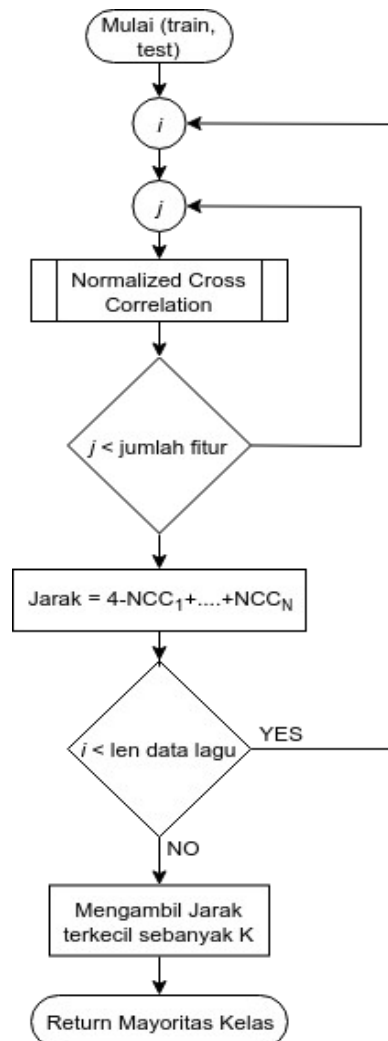 Mulai (train,
test)
i
j
Normalized Cross
Correlation
j < jumlah fitur
Jarak = 4-NCC₁+....+NCC_N
i < len data lagu
YES
NO
Mengambil Jarak
terkecil sebanyak K
Return Mayoritas Kelas